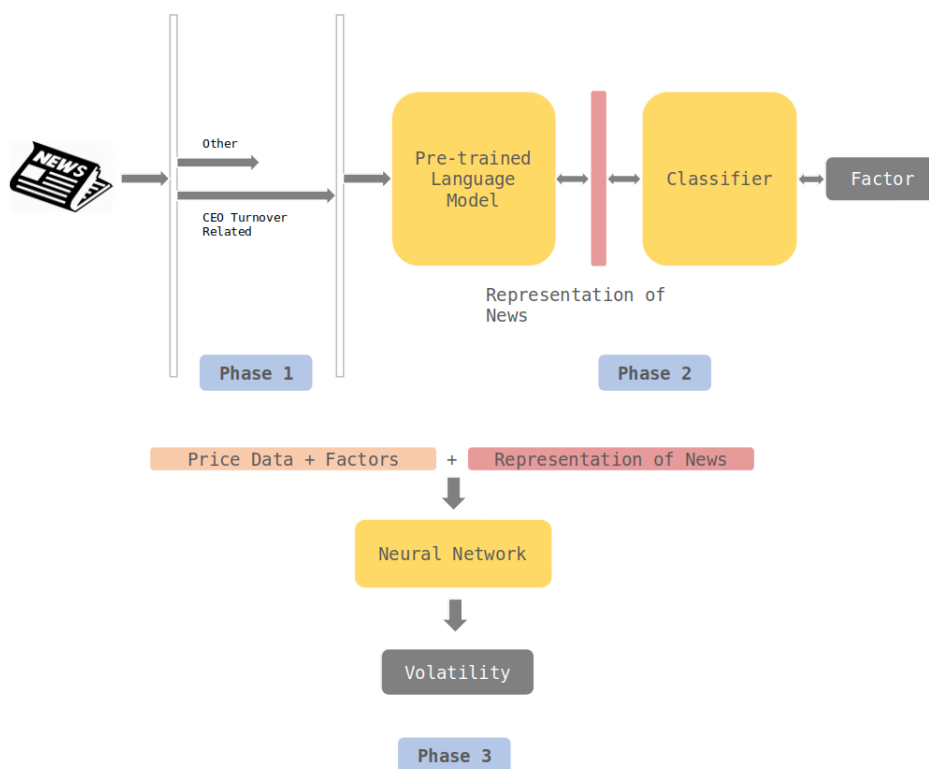 NEWS
Other
CEO Turnover
Related
Pre-trained
Language
Model
Classifier
Factor
Representation of
News
Phase 1
Phase 2
Price Data + Factors + Representation of News
Neural Network
Volatility
Phase 3